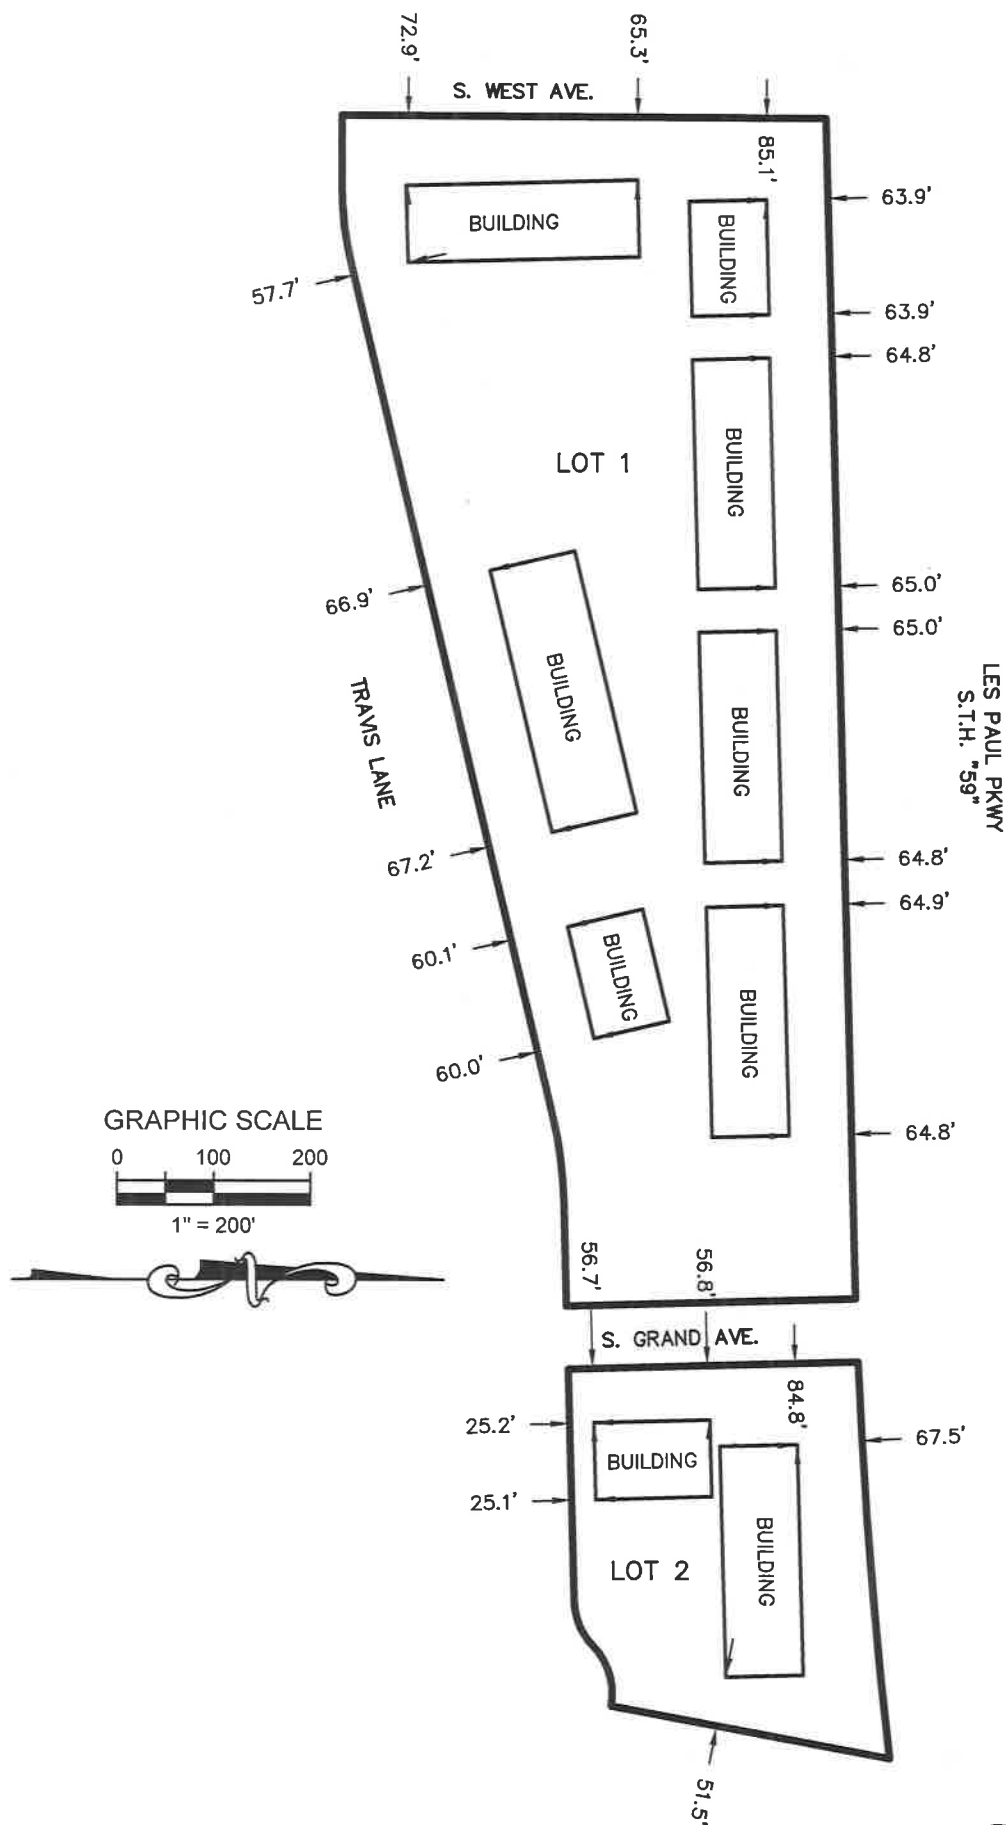 72.9'
65.3'
S. WEST AVE.
85.1'
63.9'
BUILDING
BUILDING
57.7'
63.9'
64.8'
BUILDING
LOT 1
65.0'
66.9'
65.0'
BUILDING
BUILDING
LES PAUL PKWY
S.T.H. "59"
TRAVIS LANE
67.2'
64.8'
64.9'
60.1'
BUILDING
BUILDING
60.0'
64.8'
GRAPHIC SCALE
0 100 200
1" = 200'
56.7'
56.8'
S. GRAND AVE.
84.8'
25.2'
67.5'
BUILDING
25.1'
BUILDING
LOT 2
51.5'